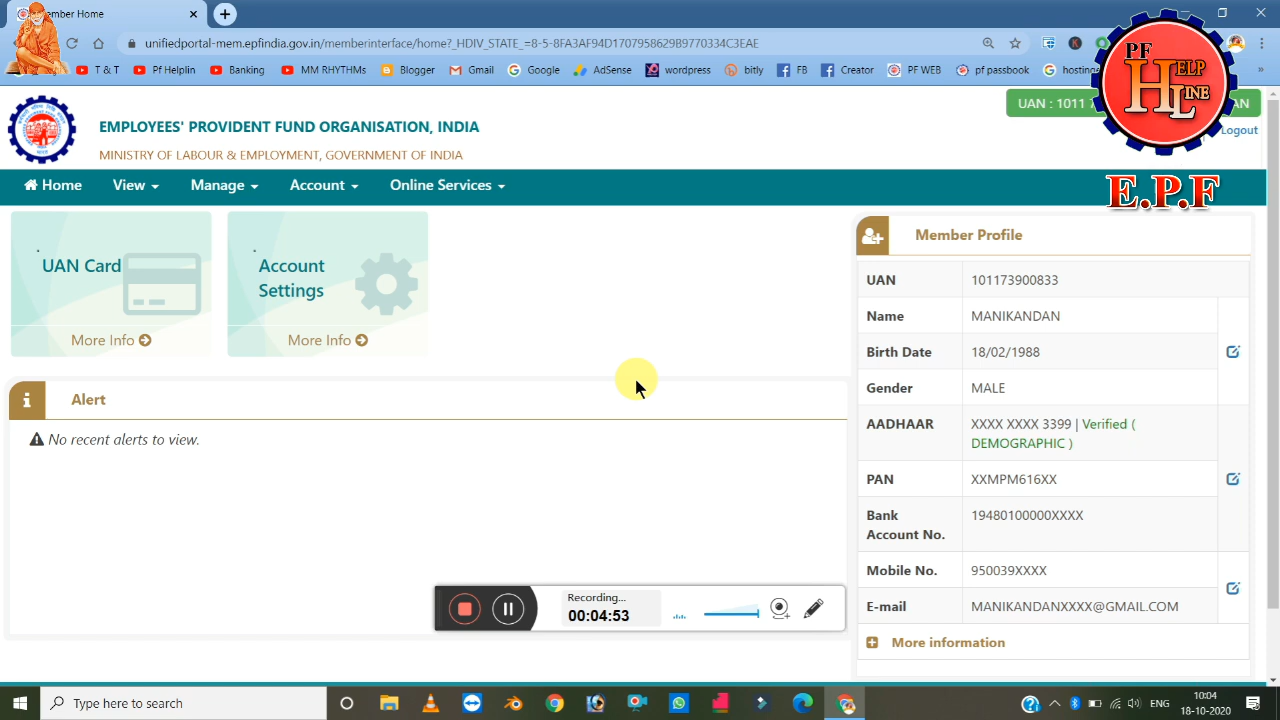 Member Home
unifiedportal-mem.epfindia.gov.in/memberinterface/home?_HDIV_STATE_=8-5-8FA3AF94D1707958629B9770334C3EAE
T & T PF Helplin Banking MM RHYTHMS Blogger Gmail Google AdSense wordpress bitly FB Creator PF WEB pf passbook hosting
PF HELP LINE
E.P.F
UAN : 1011
AN
Logout
EMPLOYEES' PROVIDENT FUND ORGANISATION, INDIA
MINISTRY OF LABOUR & EMPLOYMENT, GOVERNMENT OF INDIA
Home View Manage Account Online Services
UAN Card
More Info
Account
Settings
More Info
Alert
No recent alerts to view.
Member Profile
UAN 101173900833
Name MANIKANDAN
Birth Date 18/02/1988
Gender MALE
AADHAAR XXXX XXXX 3399 | Verified (
DEMOGRAPHIC )
PAN XXMPM616XX
Bank
Account No. 19480100000XXXX
Mobile No. 950039XXXX
E-mail MANIKANDANXXXX@GMAIL.COM
More information
Recording...
00:04:53
Type here to search
ENG
10:04
18-10-2020